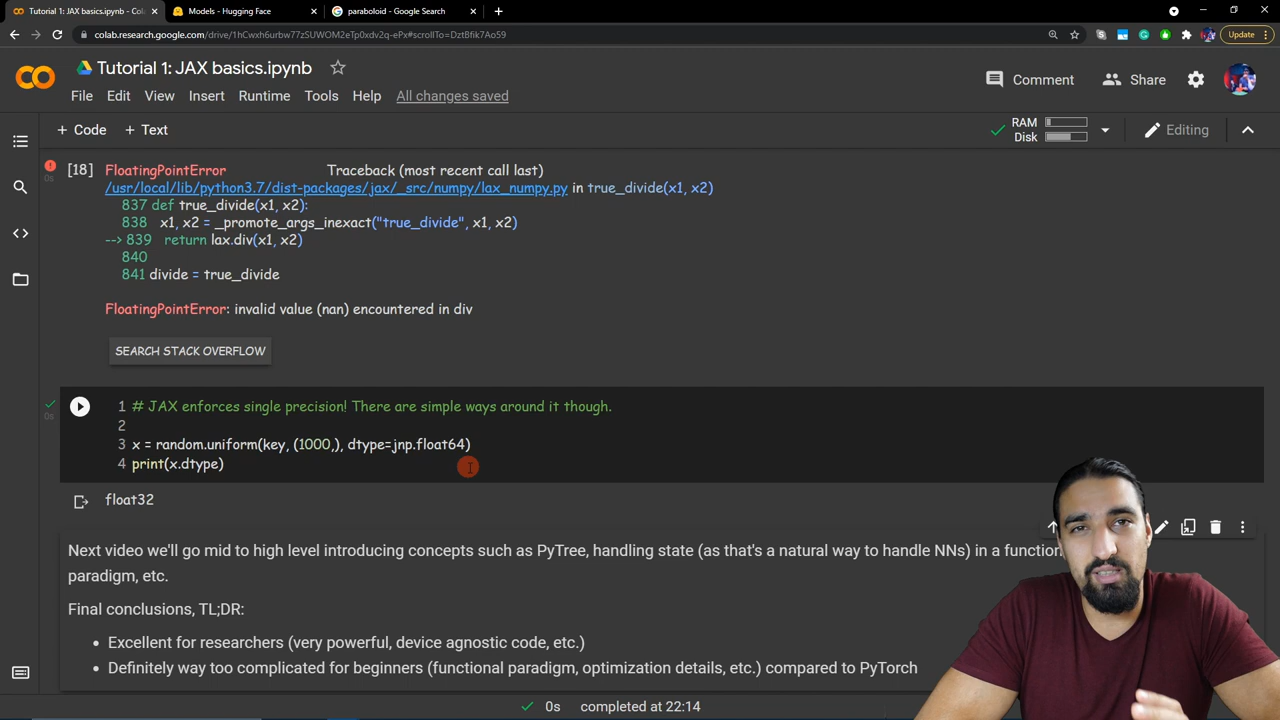 Tutorial 1: JAX basics.ipynb - Col
Models - Hugging Face
paraboloid - Google Search
colab.research.google.com/drive/1hCwxh6urbw77zSUWOM2eTp0xdv2q-ePx#scrollTo=DztBfik7Ao59
Update
Tutorial 1: JAX basics.ipynb
File Edit View Insert Runtime Tools Help All changes saved
Comment Share
+ Code + Text
RAM
Disk
Editing
[18] FloatingPointError Traceback (most recent call last)
0s
/usr/local/lib/python3.7/dist-packages/jax/_src/numpy/lax_numpy.py in true_divide(x1, x2)
837 def true_divide(x1, x2):
838 x1, x2 = _promote_args_inexact("true_divide", x1, x2)
--> 839 return lax.div(x1, x2)
840
841 divide = true_divide
FloatingPointError: invalid value (nan) encountered in div
SEARCH STACK OVERFLOW
0s
1 # JAX enforces single precision! There are simple ways around it though.
2
3 x = random.uniform(key, (1000,), dtype=jnp.float64)
4 print(x.dtype)
float32
Next video we'll go mid to high level introducing concepts such as PyTree, handling state (as that's a natural way to handle NNs) in a function
paradigm, etc.
Final conclusions, TL;DR:
• Excellent for researchers (very powerful, device agnostic code, etc.)
• Definitely way too complicated for beginners (functional paradigm, optimization details, etc.) compared to PyTorch
0s completed at 22:14